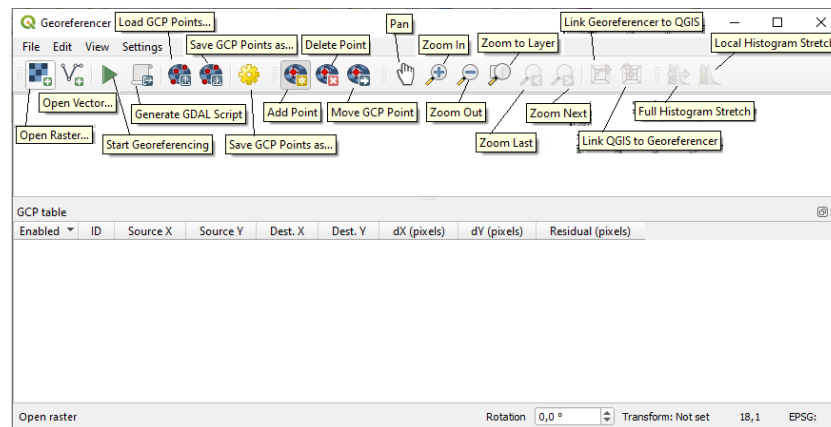 Georeferencer
Load GCP Points...
Pan
Link Georeferencer to QGIS
File Edit View Settings
Save GCP Points as...
Delete Point
Zoom In
Zoom to Layer
Local Histogram Stretch
Open Vector...
Generate GDAL Script
Add Point
Move GCP Point
Zoom Out
Zoom Next
Full Histogram Stretch
Open Raster...
Start Georeferencing
Save GCP Points as...
Zoom Last
Link QGIS to Georeferencer
GCP table
Enabled ID Source X Source Y Dest. X Dest. Y dX (pixels) dY (pixels) Residual (pixels)
Open raster Rotation 0,0 ° Transform: Not set 18,1 EPSG: